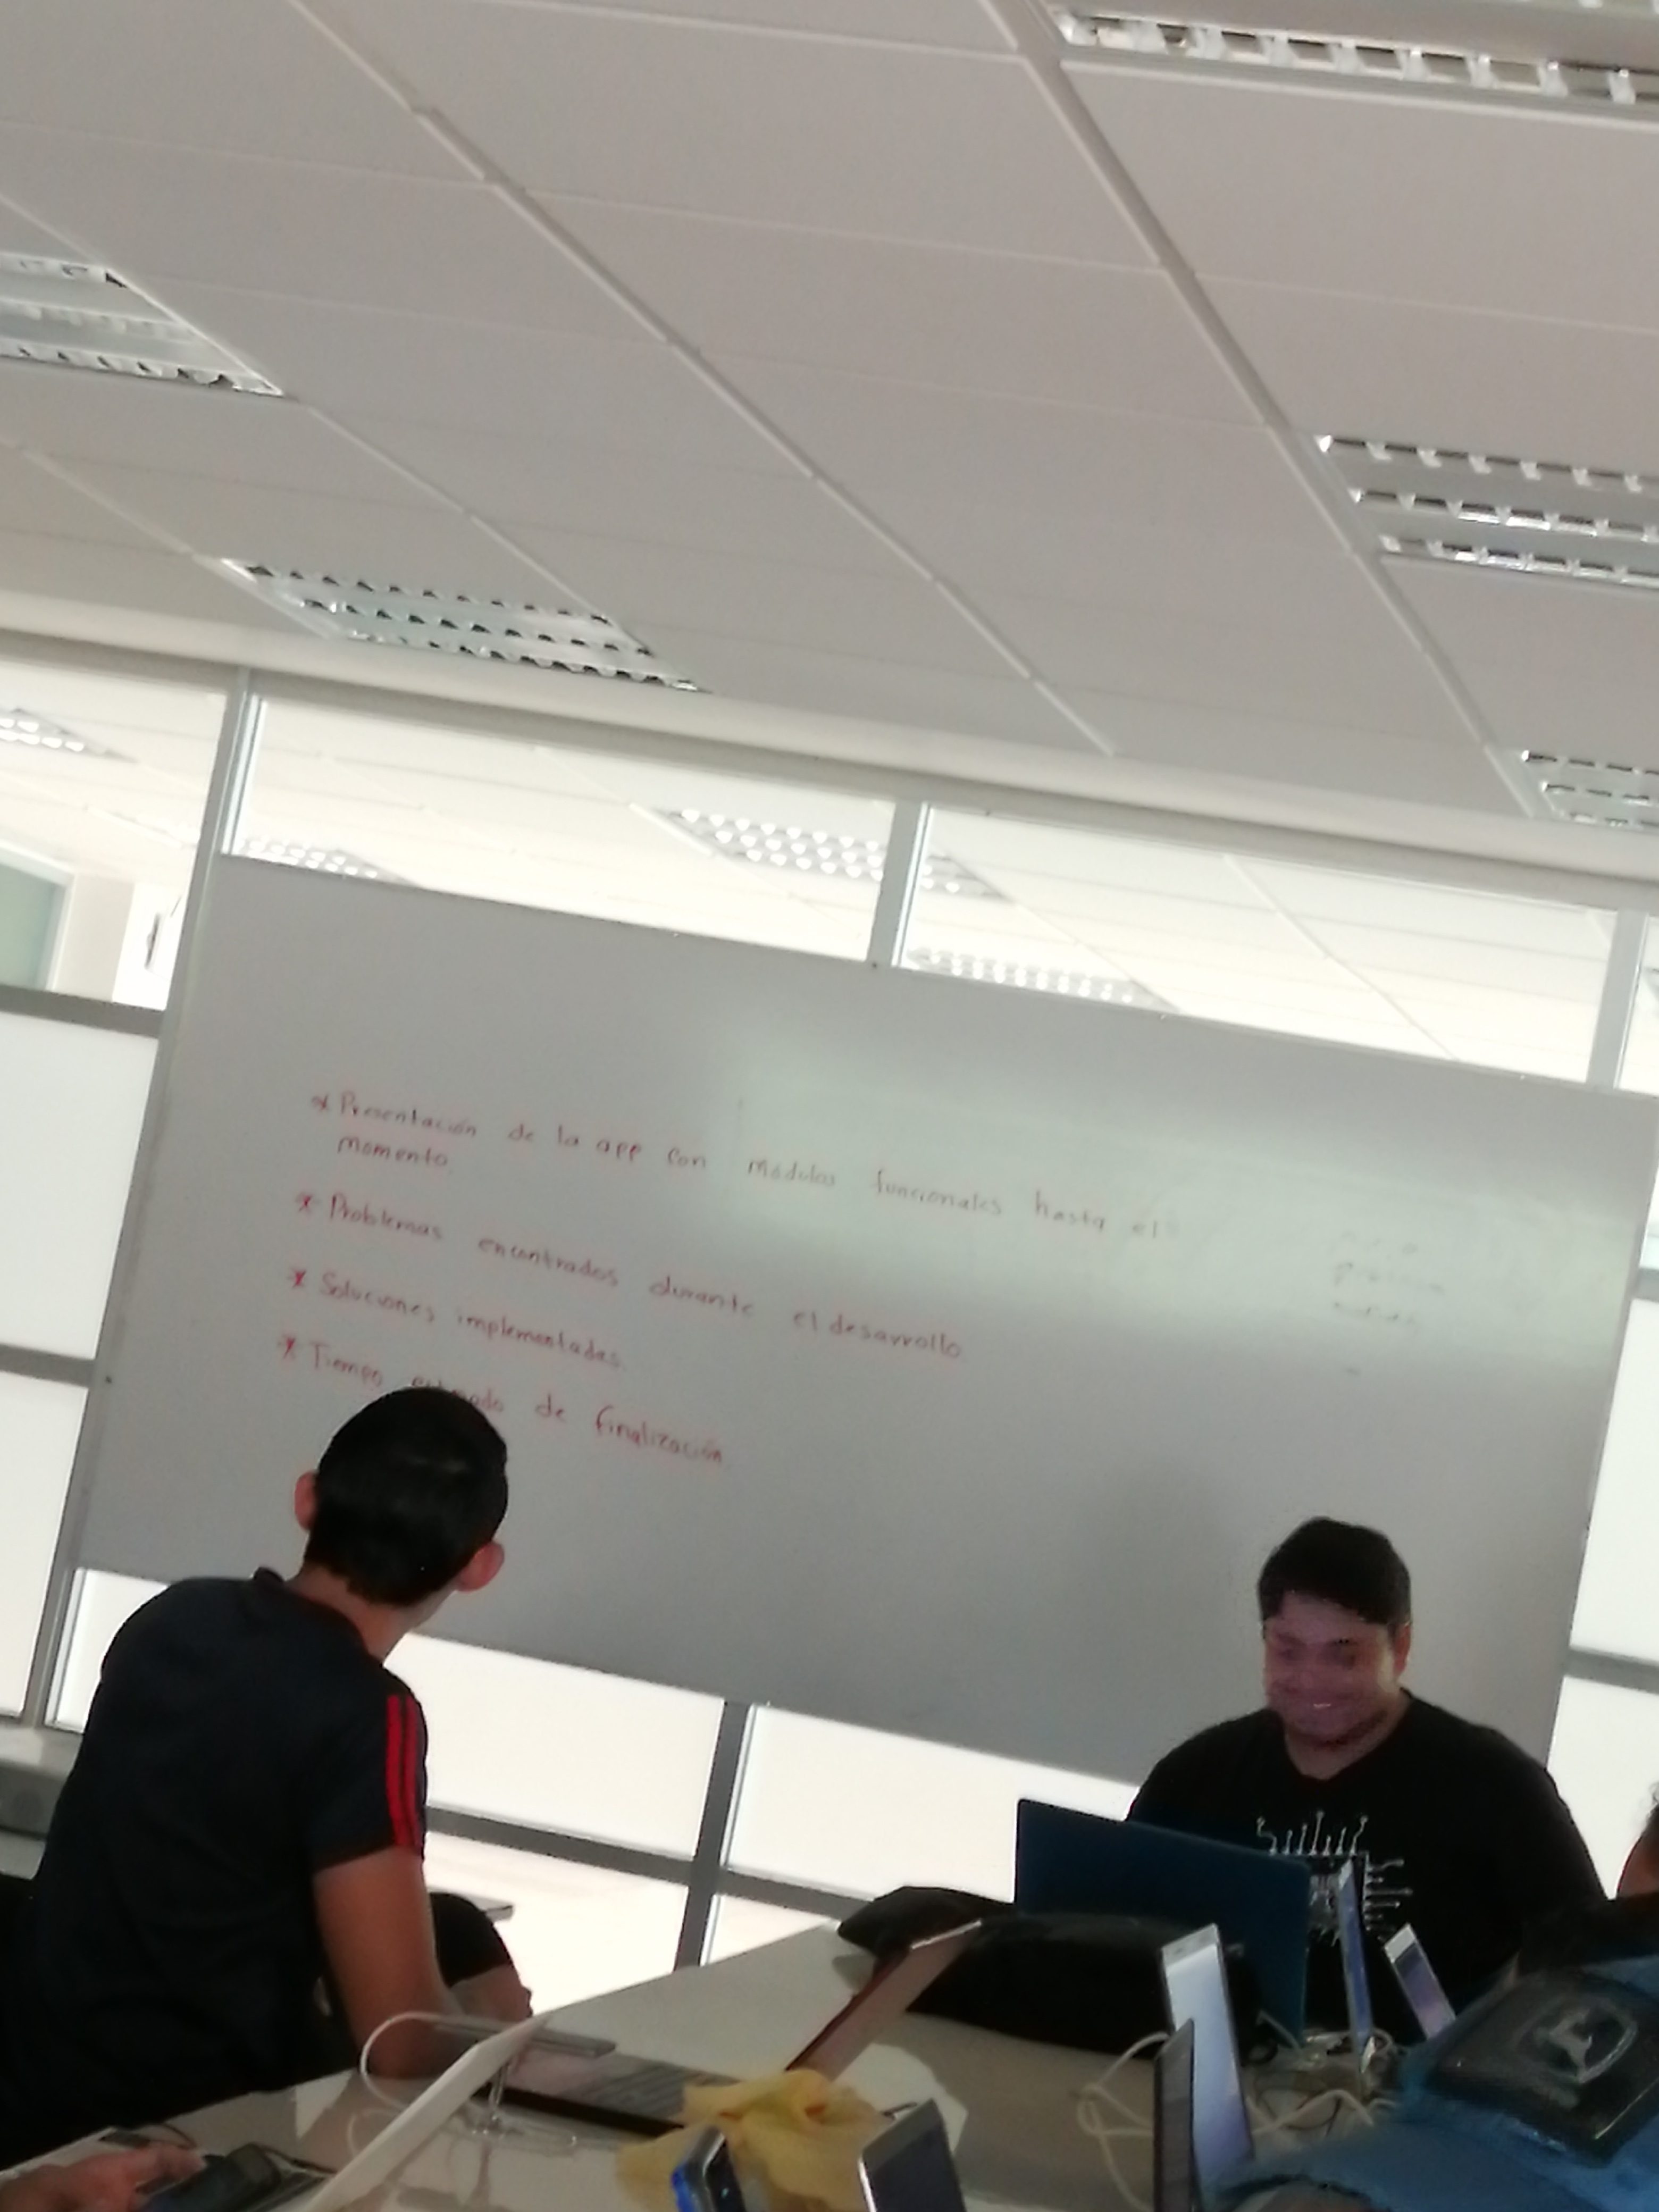 * Presentación de la app con módulos funcionales hasta el
momento.
* Problemas encontrados durante el desarrollo.
* Soluciones implementadas.
* Tiempo de finalización.